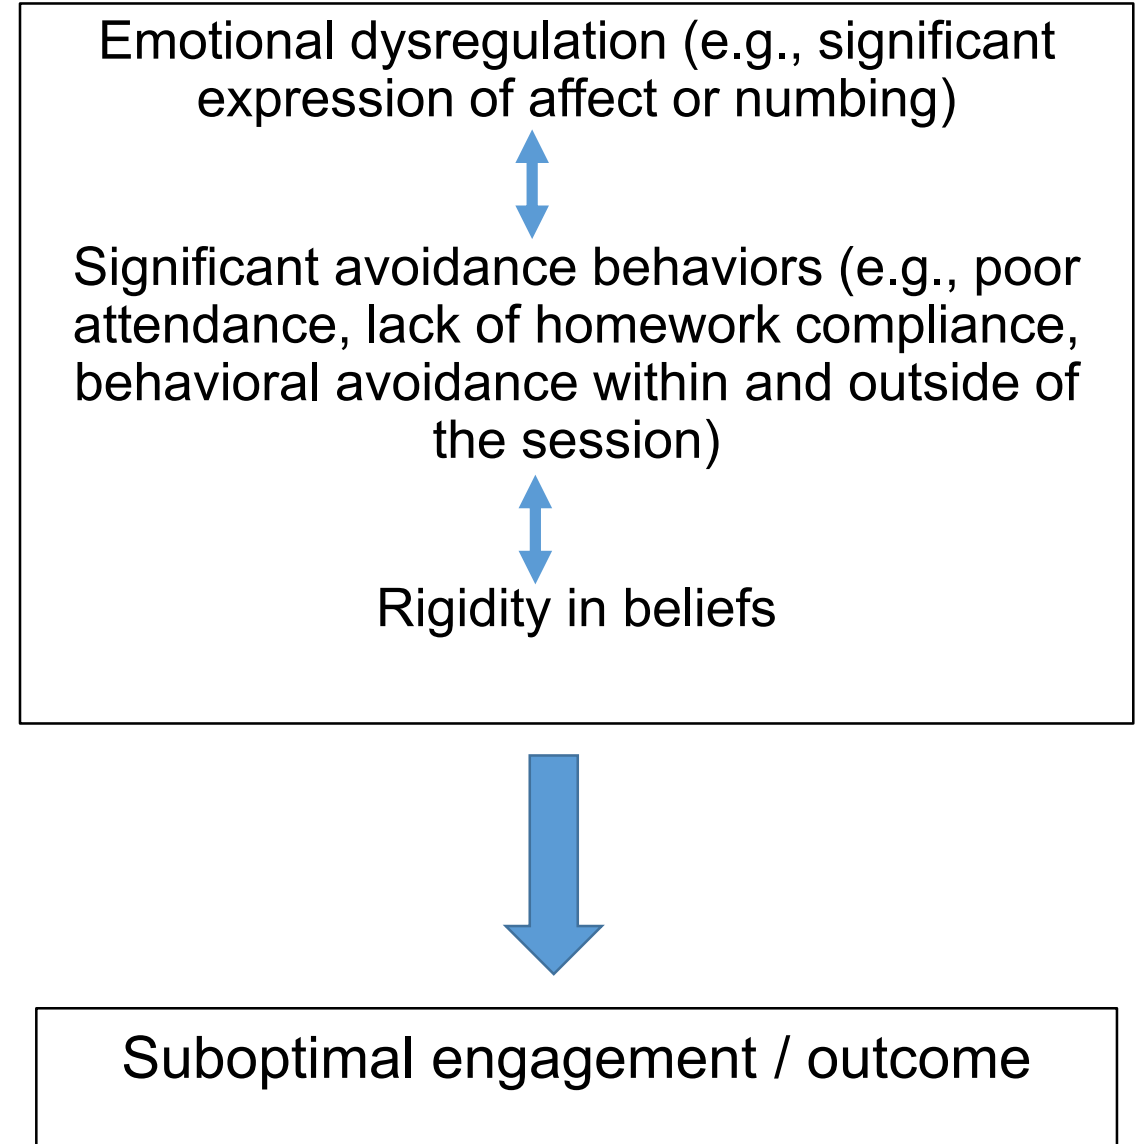 Emotional dysregulation (e.g., significant
expression of affect or numbing)
Significant avoidance behaviors (e.g., poor
attendance, lack of homework compliance,
behavioral avoidance within and outside of
the session)
Rigidity in beliefs
Suboptimal engagement / outcome